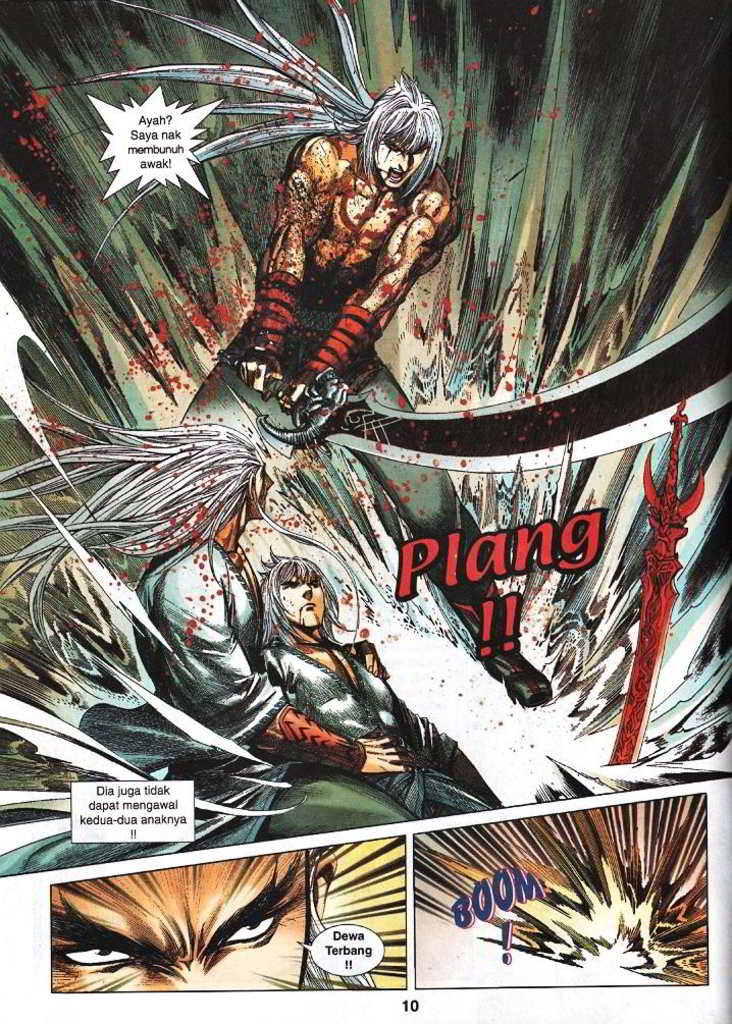 Ayah?
Saya nak
membunuh
awak!
Plang
!!
Dia juga tidak
dapat mengawal
kedua-dua anaknya
!!
Dewa
Terbang
!!
BOOM
!
10